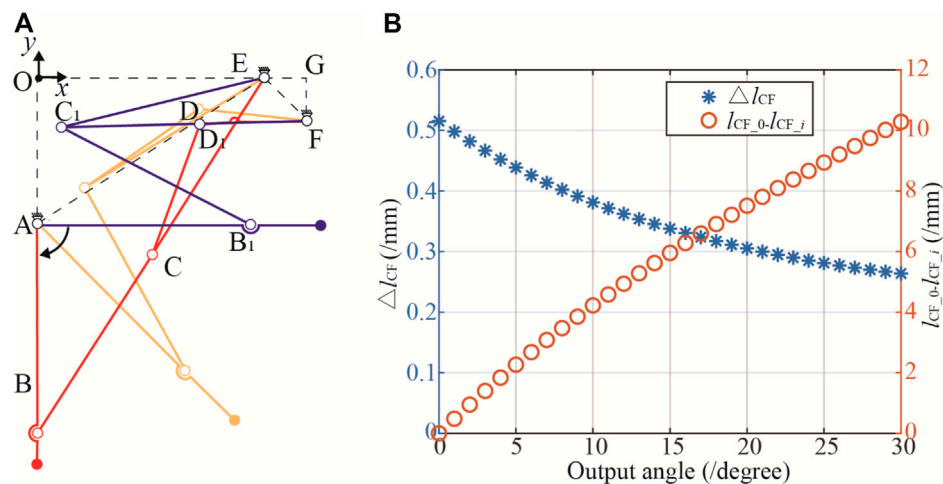 A
y
O
x
E
G
C1
D
D1
F
A
B1
C
B
B
0.6
0.5
0.4
0.3
0.2
0.1
0
△lCF (/mm)
△lCF
lCF_0-lCF_i
12
10
8
6
4
2
0
lCF_0-lCF_i (/mm)
0 5 10 15 20 25 30
Output angle (/degree)